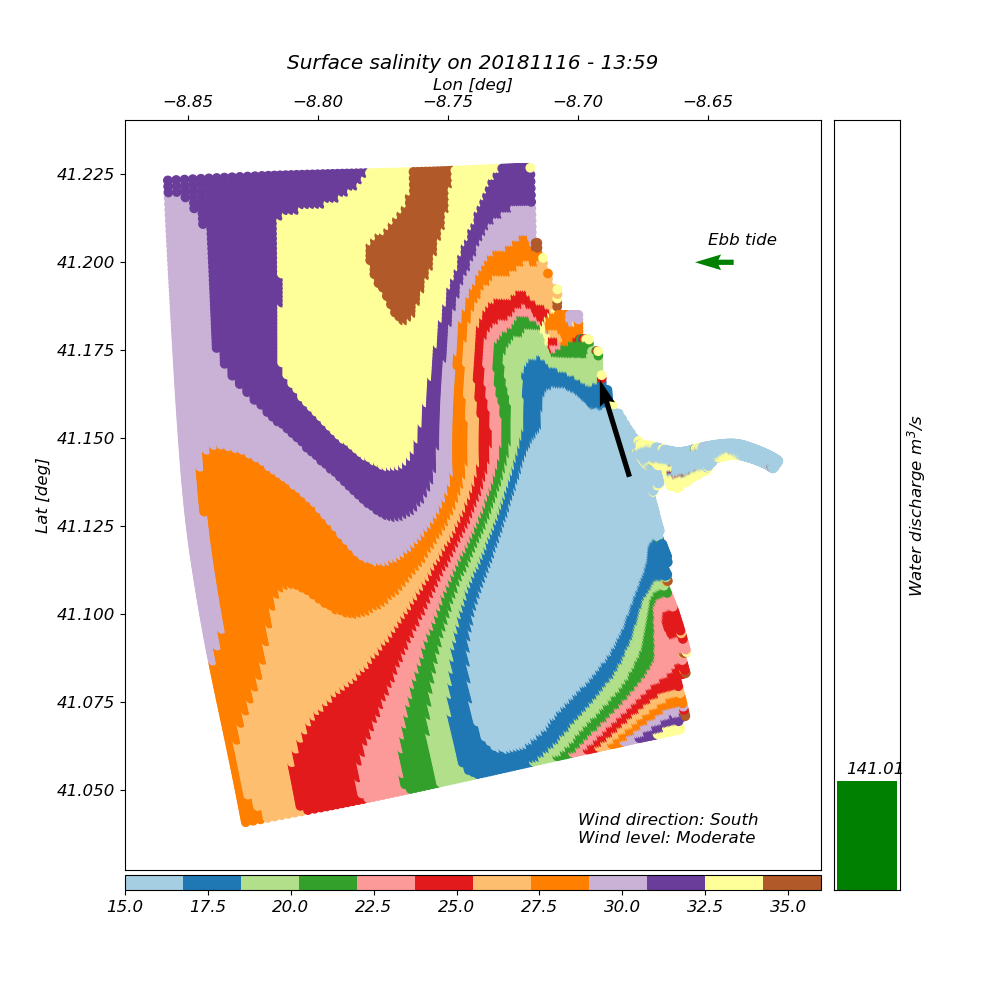 Surface salinity on 20181116 - 13:59
Lon [deg]
−8.85 −8.80 −8.75 −8.70 −8.65
41.225
41.200
41.175
41.150
41.125
41.100
41.075
41.050
Lat [deg]
Ebb tide
Wind direction: South
Wind level: Moderate
15.0 17.5 20.0 22.5 25.0 27.5 30.0 32.5 35.0
141.01
Water discharge m³/s